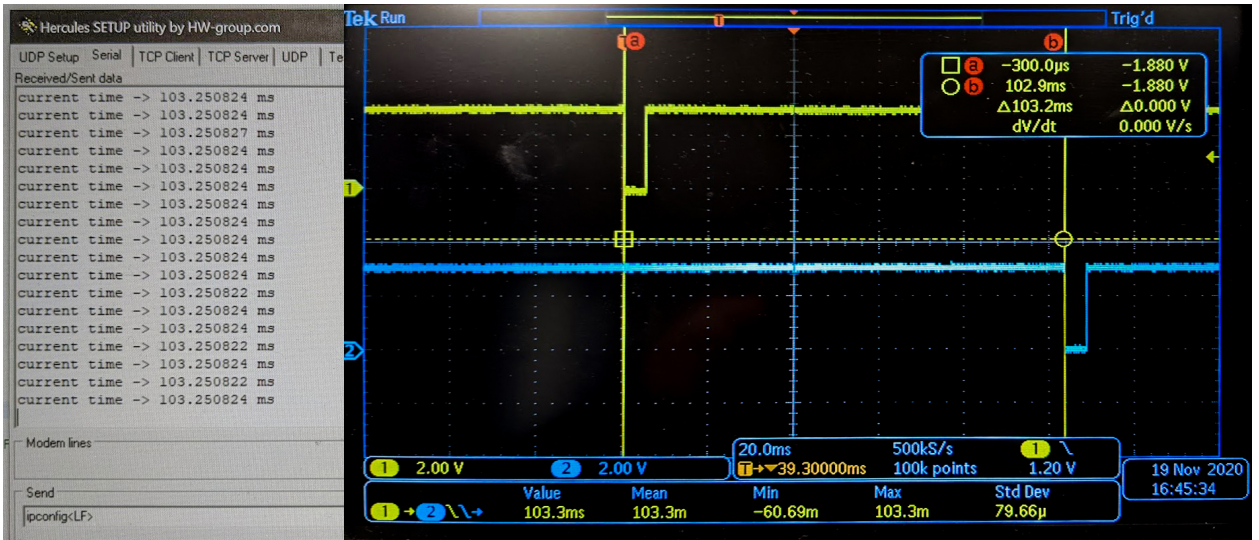 Hercules SETUP utility by HW-group.com
UDP Setup Serial TCP Client TCP Server UDP Te
Received/Sent data
current time -> 103.250824 ms
current time -> 103.250824 ms
current time -> 103.250827 ms
current time -> 103.250824 ms
current time -> 103.250824 ms
current time -> 103.250824 ms
current time -> 103.250824 ms
current time -> 103.250824 ms
current time -> 103.250824 ms
current time -> 103.250824 ms
current time -> 103.250824 ms
current time -> 103.250822 ms
current time -> 103.250824 ms
current time -> 103.250824 ms
current time -> 103.250822 ms
current time -> 103.250824 ms
current time -> 103.250822 ms
current time -> 103.250824 ms
Modem lines
Send
ipconfig<LF>
Tek Run T Trig'd
T a b
a −300.0µs −1.880 V
b 102.9ms −1.880 V
Δ103.2ms Δ0.000 V
dV/dt 0.000 V/s
1
2
1 2.00 V 2 2.00 V
20.0ms 500kS/s 1
T→▼39.30000ms 100k points 1.20 V
19 Nov 2020
16:45:34
Value Mean Min Max Std Dev
1 → 2 103.3ms 103.3m −60.69m 103.3m 79.66µ